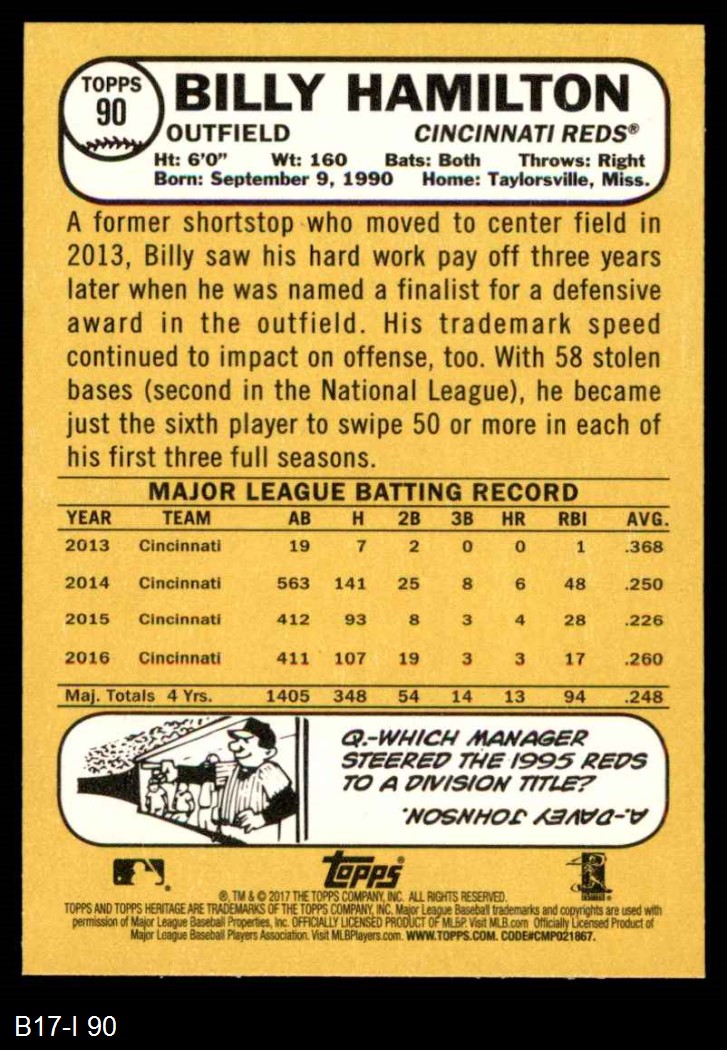 TOPPS
90
BILLY HAMILTON
OUTFIELD CINCINNATI REDS®
Ht: 6'0" Wt: 160 Bats: Both Throws: Right
Born: September 9, 1990 Home: Taylorsville, Miss.
A former shortstop who moved to center field in
2013, Billy saw his hard work pay off three years
later when he was named a finalist for a defensive
award in the outfield. His trademark speed
continued to impact on offense, too. With 58 stolen
bases (second in the National League), he became
just the sixth player to swipe 50 or more in each of
his first three full seasons.
MAJOR LEAGUE BATTING RECORD
YEAR TEAM AB H 2B 3B HR RBI AVG.
2013 Cincinnati 19 7 2 0 0 1 .368
2014 Cincinnati 563 141 25 8 6 48 .250
2015 Cincinnati 412 93 8 3 4 28 .226
2016 Cincinnati 411 107 19 3 3 17 .260
Maj. Totals 4 Yrs. 1405 348 54 14 13 94 .248
Q.-WHICH MANAGER
STEERED THE 1995 REDS
TO A DIVISION TITLE?
A.-DAVEY JOHNSON.
topps®
®, TM & © 2017 THE TOPPS COMPANY, INC. ALL RIGHTS RESERVED.
TOPPS AND TOPPS HERITAGE ARE TRADEMARKS OF THE TOPPS COMPANY, INC. Major League Baseball trademarks and copyrights are used with
permission of Major League Baseball Properties, Inc. OFFICIALLY LICENSED PRODUCT OF MLBP. Visit MLB.com Officially Licensed Product of
Major League Baseball Players Association. Visit MLBPlayers.com. WWW.TOPPS.COM. CODE#CMP021867.
B17-I 90